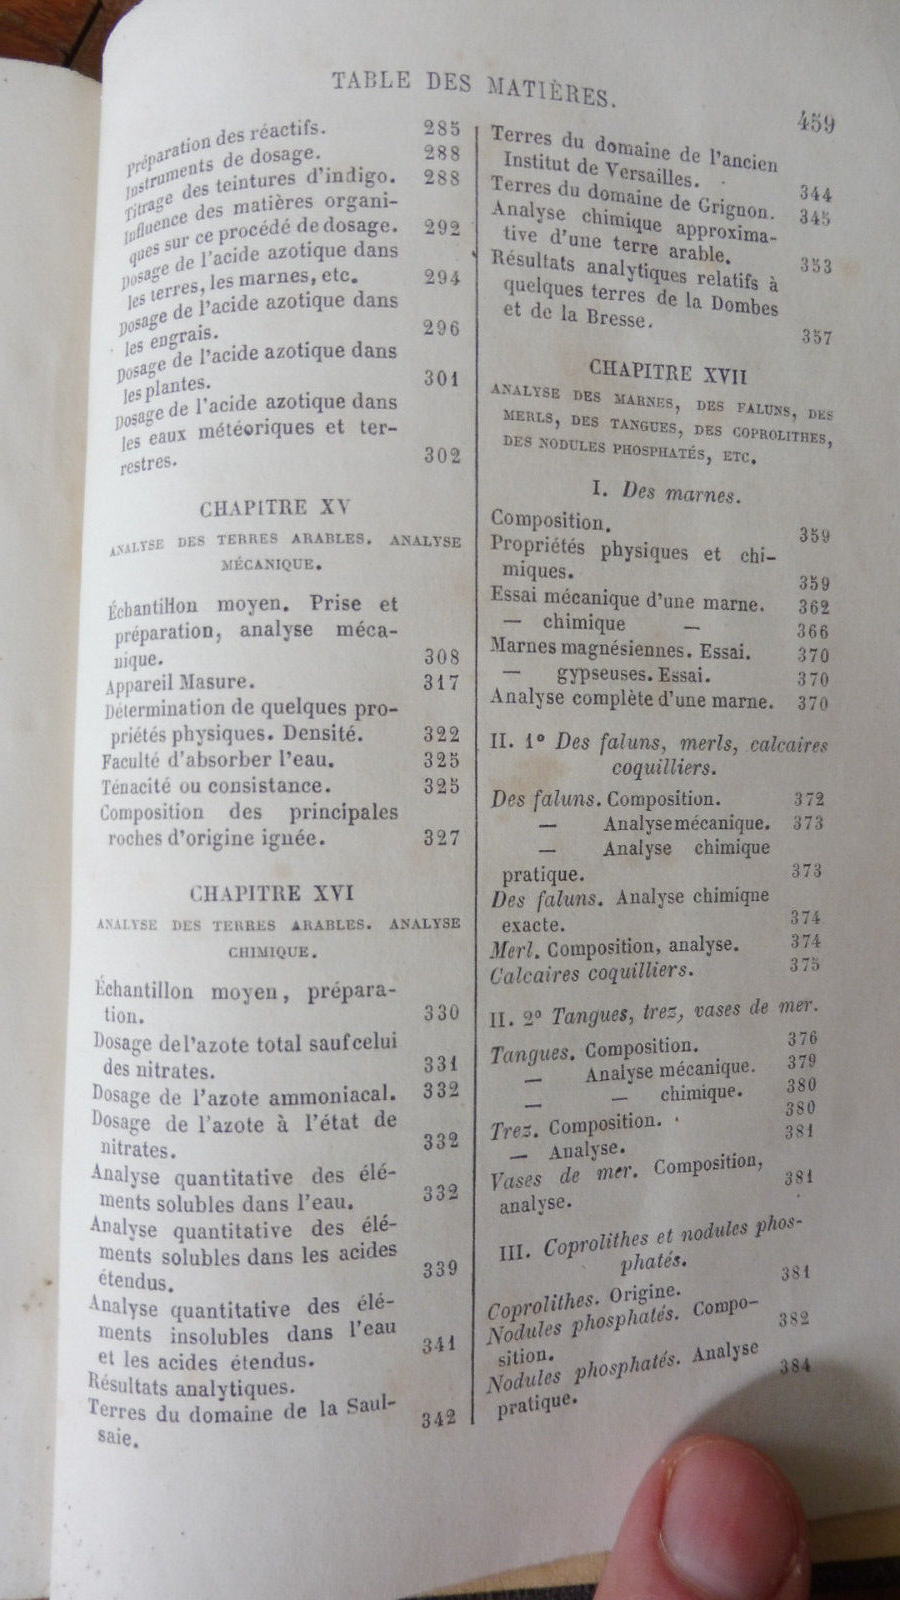 TABLE DES MATIÈRES.
459
Préparation des réactifs. 285
Instruments de dosage. 288
Titrage des teintures d'indigo. 288
Influence des matières organi-
ques sur ce procédé de dosage. 292
Dosage de l'acide azotique dans
les terres, les marnes, etc. 294
Dosage de l'acide azotique dans
les engrais. 296
Dosage de l'acide azotique dans
les plantes. 301
Dosage de l'acide azotique dans
les eaux météoriques et ter-
restres. 302
CHAPITRE XV
ANALYSE DES TERRES ARABLES. ANALYSE
MÉCANIQUE.
Échantillon moyen. Prise et
préparation, analyse méca-
nique. 308
Appareil Masure. 317
Détermination de quelques pro-
priétés physiques. Densité. 322
Faculté d'absorber l'eau. 325
Ténacité ou consistance. 325
Composition des principales
roches d'origine ignée. 327
CHAPITRE XVI
ANALYSE DES TERRES ARABLES. ANALYSE
CHIMIQUE.
Échantillon moyen, prépara-
tion. 330
Dosage de l'azote total sauf celui
des nitrates. 331
Dosage de l'azote ammoniacal. 332
Dosage de l'azote à l'état de
nitrates. 332
Analyse quantitative des élé-
ments solubles dans l'eau. 332
Analyse quantitative des élé-
ments solubles dans les acides
étendus. 339
Analyse quantitative des élé-
ments insolubles dans l'eau
et les acides étendus. 341
Résultats analytiques.
Terres du domaine de la Saul-
saie. 342
Terres du domaine de l'ancien
Institut de Versailles. 344
Terres du domaine de Grignon. 345
Analyse chimique approxima-
tive d'une terre arable. 353
Résultats analytiques relatifs à
quelques terres de la Dombes
et de la Bresse. 357
CHAPITRE XVII
ANALYSE DES MARNES, DES FALUNS, DES
MERLS, DES TANGUES, DES COPROLITHES,
DES NODULES PHOSPHATÉS, ETC.
I. Des marnes.
Composition. 359
Propriétés physiques et chi-
miques. 359
Essai mécanique d'une marne. 362
— chimique — 366
Marnes magnésiennes. Essai. 370
— gypseuses. Essai. 370
Analyse complète d'une marne. 370
II. 1° Des faluns, merls, calcaires
coquilliers.
Des faluns. Composition. 372
— Analyse mécanique. 373
— Analyse chimique
pratique. 373
Des faluns. Analyse chimique
exacte. 374
Merl. Composition, analyse. 374
Calcaires coquilliers. 375
II. 2° Tangues, trez, vases de mer.
Tangues. Composition. 376
— Analyse mécanique. 379
— — chimique. 380
Trez. Composition. 380
— Analyse. 381
Vases de mer. Composition,
analyse. 381
III. Coprolithes et nodules phos-
phatés.
Coprolithes. Origine. 381
Nodules phosphatés. Compo-
sition. 382
Nodules phosphatés. Analyse
pratique. 384